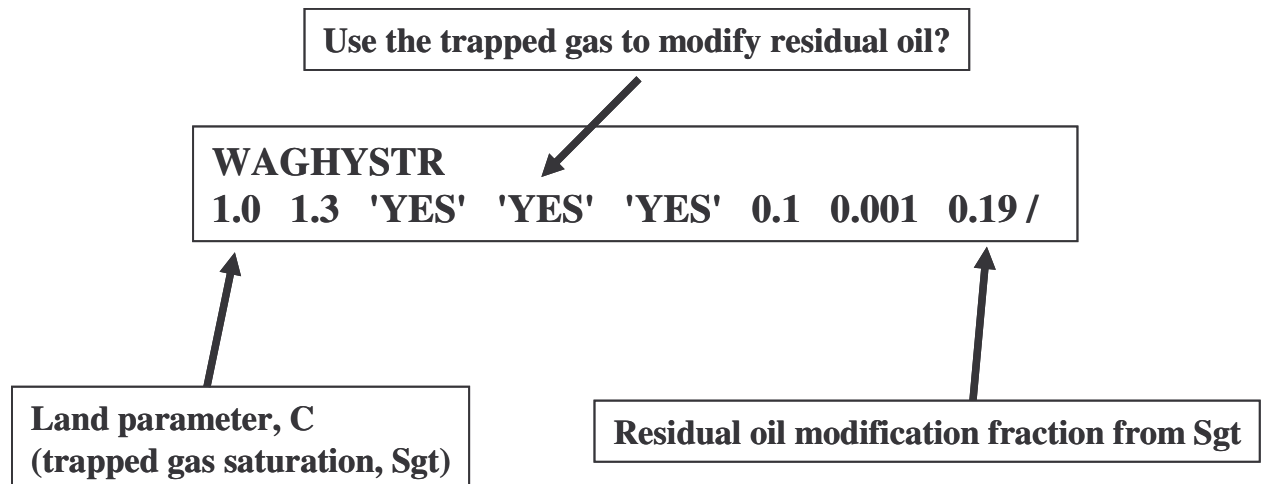 Use the trapped gas to modify residual oil?
WAGHYSTR
1.0 1.3 'YES' 'YES' 'YES' 0.1 0.001 0.19 /
Land parameter, C
(trapped gas saturation, Sgt)
Residual oil modification fraction from Sgt